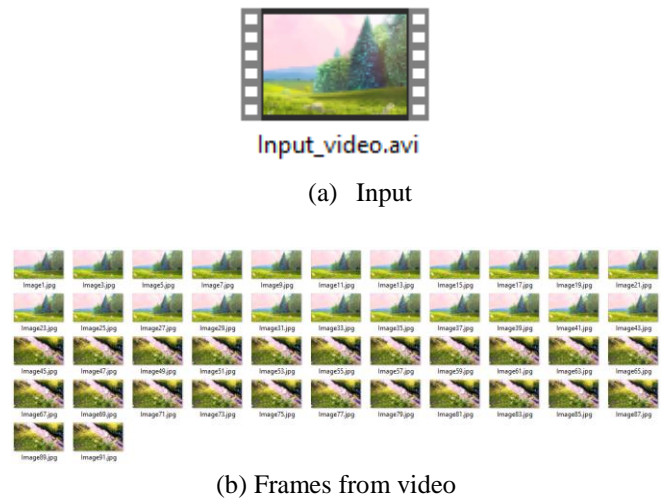 Input_video.avi
(a) Input
Image1.jpg Image3.jpg Image5.jpg Image7.jpg Image9.jpg Image11.jpg Image13.jpg Image15.jpg Image17.jpg Image19.jpg Image21.jpg
Image23.jpg Image25.jpg Image27.jpg Image29.jpg Image31.jpg Image33.jpg Image35.jpg Image37.jpg Image39.jpg Image41.jpg Image43.jpg
Image45.jpg Image47.jpg Image49.jpg Image51.jpg Image53.jpg Image55.jpg Image57.jpg Image59.jpg Image61.jpg Image63.jpg Image65.jpg
Image67.jpg Image69.jpg Image71.jpg Image73.jpg Image75.jpg Image77.jpg Image79.jpg Image81.jpg Image83.jpg Image85.jpg Image87.jpg
Image89.jpg Image91.jpg
(b) Frames from video